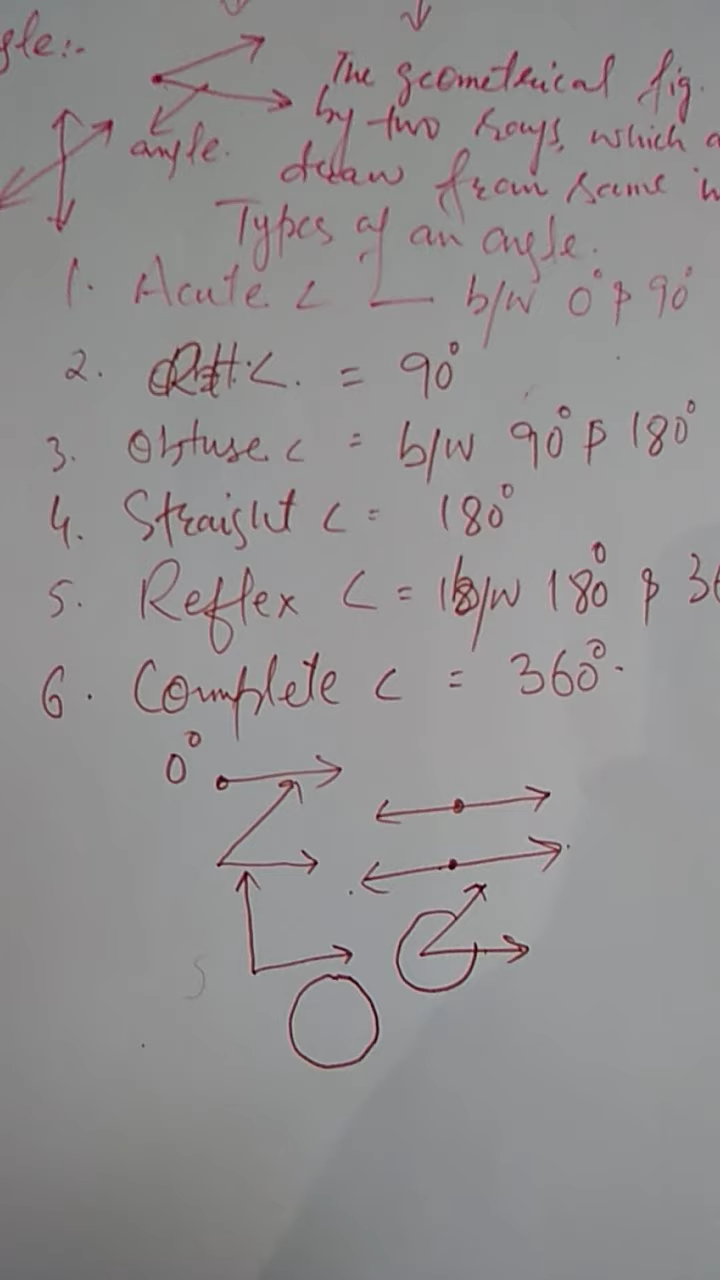 gle:-
The geometrical fig.
by two rays, which
angle. draw from same
Types of an angle.
1. Acute ∠ b/w 0° & 90°
2. Rt. ∠. = 90°
3. Obtuse ∠ = b/w 90° & 180°
4. Straight ∠ = 180°
5. Reflex ∠ = b/w 180° & 36
6. Complete ∠ = 360°.
0°